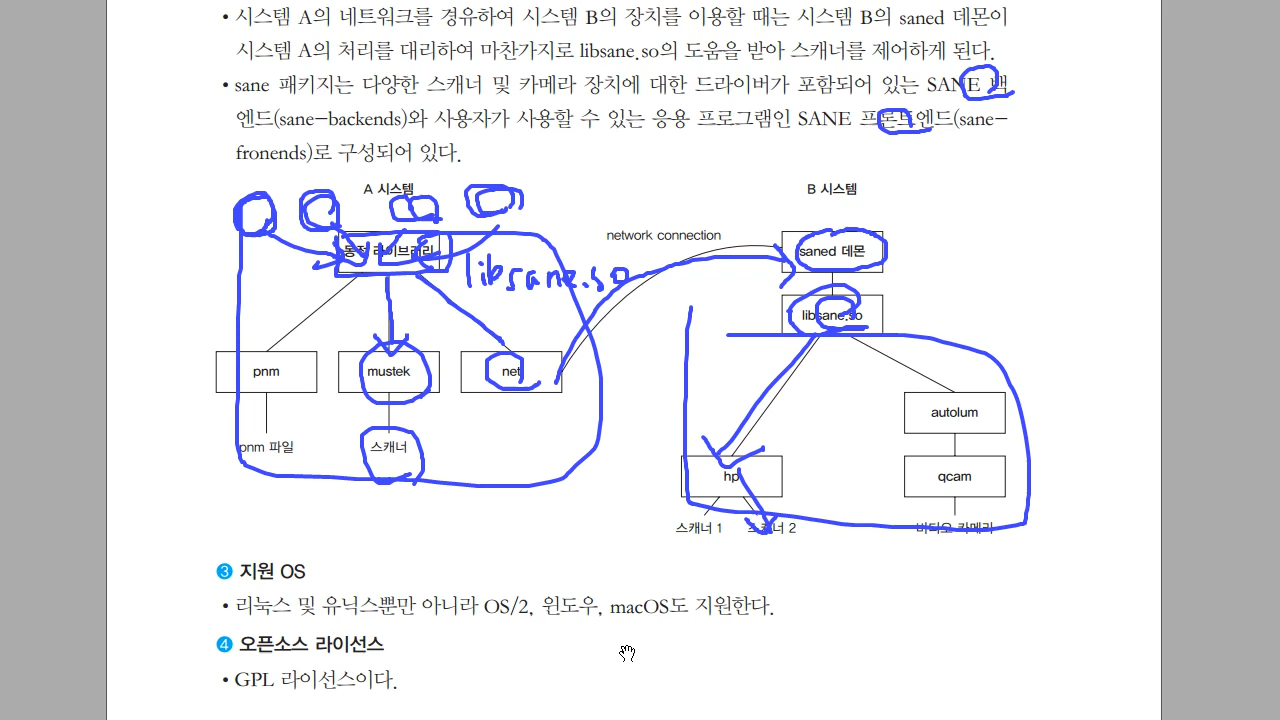 • 시스템 A의 네트워크를 경유하여 시스템 B의 장치를 이용할 때는 시스템 B의 saned 데몬이
시스템 A의 처리를 대리하여 마찬가지로 libsane.so의 도움을 받아 스캐너를 제어하게 된다.
• sane 패키지는 다양한 스캐너 및 카메라 장치에 대한 드라이버가 포함되어 있는 SANE 백
엔드(sane-backends)와 사용자가 사용할 수 있는 응용 프로그램인 SANE 프론트엔드(sane-
fronends)로 구성되어 있다.
A 시스템
B 시스템
network connection
동적 라이브러리
saned 데몬
libsane.so
libsane.so
pnm
mustek
net
autolum
pnm 파일
스캐너
hp
qcam
스캐너 1
스캐너 2
비디오 카메라
3 지원 OS
• 리눅스 및 유닉스뿐만 아니라 OS/2, 윈도우, macOS도 지원한다.
4 오픈소스 라이선스
• GPL 라이선스이다.